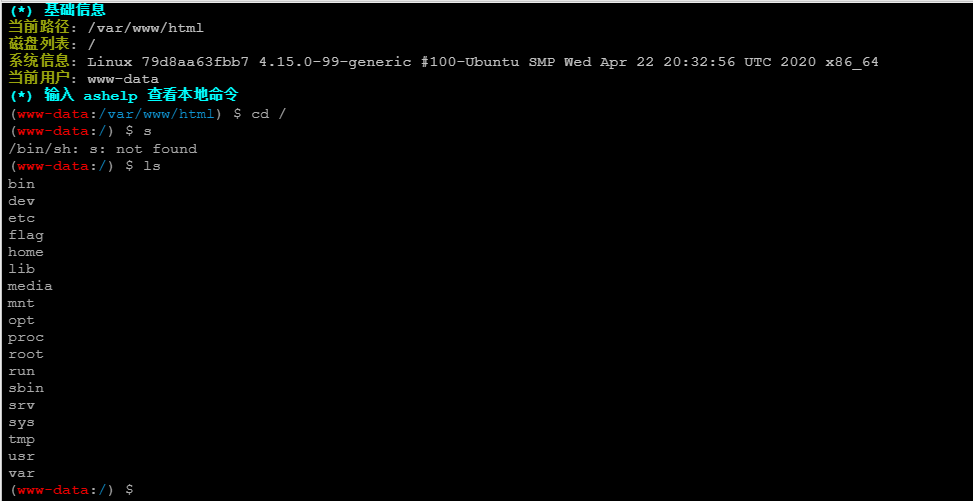 (*) 基础信息
当前路径: /var/www/html
磁盘列表: /
系统信息: Linux 79d8aa63fbb7 4.15.0-99-generic #100-Ubuntu SMP Wed Apr 22 20:32:56 UTC 2020 x86_64
当前用户: www-data
(*) 输入 ashelp 查看本地命令
(www-data:/var/www/html) $ cd /
(www-data:/) $ s
/bin/sh: s: not found
(www-data:/) $ ls
bin
dev
etc
flag
home
lib
media
mnt
opt
proc
root
run
sbin
srv
sys
tmp
usr
var
(www-data:/) $